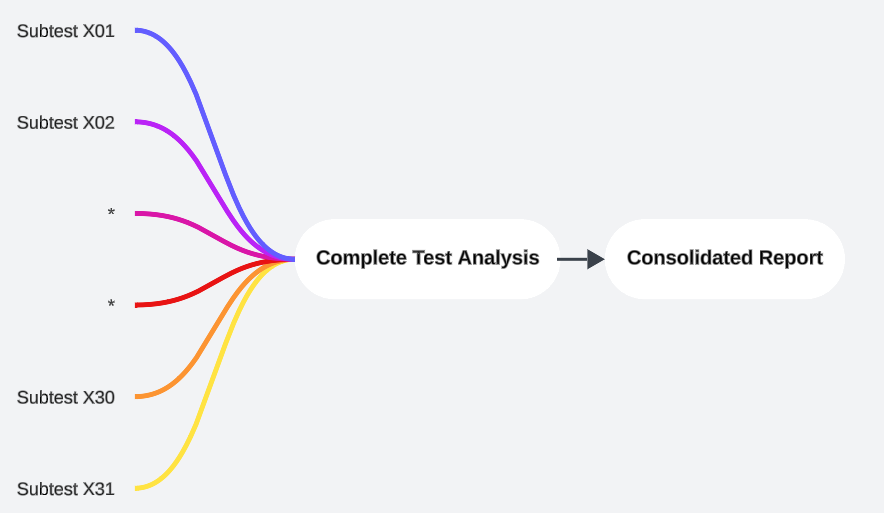 Subtest X01
Subtest X02
*
Complete Test Analysis
Consolidated Report
*
Subtest X30
Subtest X31